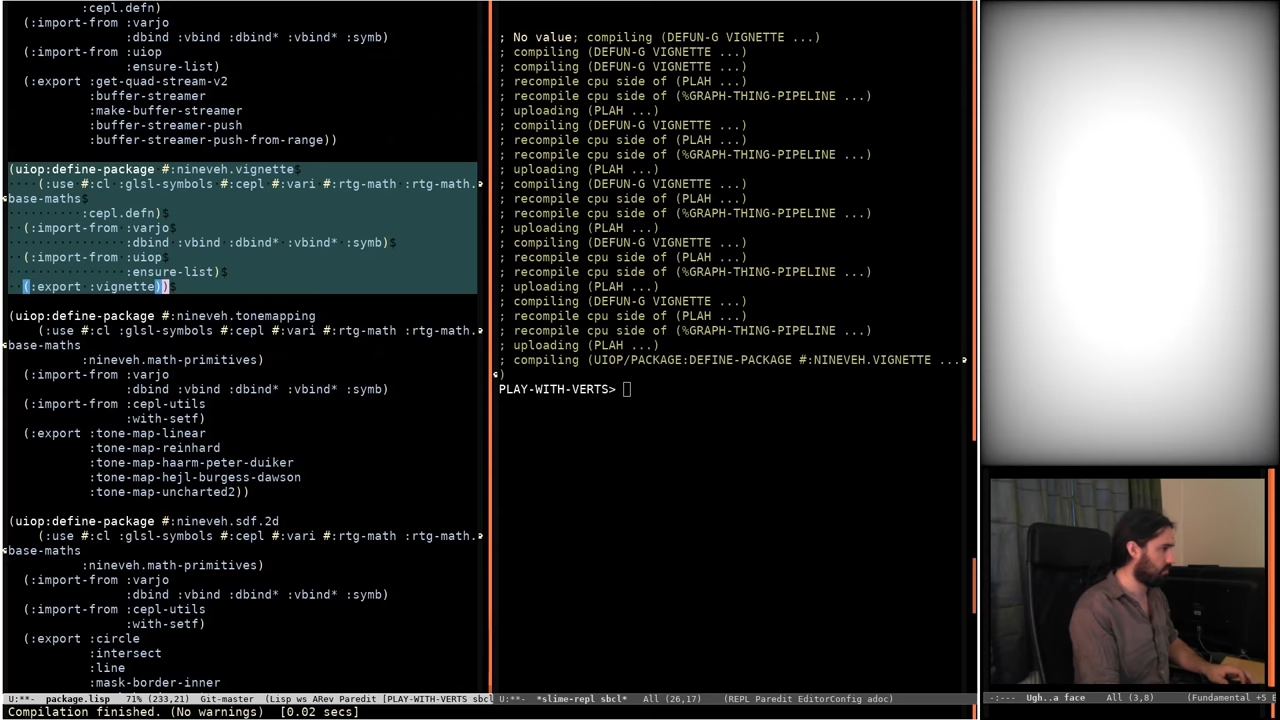 :cepl.defn)
(:import-from :varjo
:dbind :vbind :dbind* :vbind* :symb)
(:import-from :uiop
:ensure-list)
(:export :get-quad-stream-v2
:buffer-streamer
:make-buffer-streamer
:buffer-streamer-push
:buffer-streamer-push-from-range))
(uiop:define-package #:nineveh.vignette$
····(:use·#:cl·:glsl-symbols·#:cepl·#:vari·#:rtg-math·:rtg-math.
base-maths$
··········:cepl.defn)$
··(:import-from·:varjo$
················:dbind·:vbind·:dbind*·:vbind*·:symb)$
··(:import-from·:uiop$
················:ensure-list)$
··(:export·:vignette))$
(uiop:define-package #:nineveh.tonemapping
(:use #:cl :glsl-symbols #:cepl #:vari #:rtg-math :rtg-math.
base-maths
:nineveh.math-primitives)
(:import-from :varjo
:dbind :vbind :dbind* :vbind* :symb)
(:import-from :cepl-utils
:with-setf)
(:export :tone-map-linear
:tone-map-reinhard
:tone-map-haarm-peter-duiker
:tone-map-hejl-burgess-dawson
:tone-map-uncharted2))
(uiop:define-package #:nineveh.sdf.2d
(:use #:cl :glsl-symbols #:cepl #:vari #:rtg-math :rtg-math.
base-maths
:nineveh.math-primitives)
(:import-from :varjo
:dbind :vbind :dbind* :vbind* :symb)
(:import-from :cepl-utils
:with-setf)
(:export :circle
:intersect
:line
:mask-border-inner
U:**- package.lisp 71% (233,21) Git-master (Lisp ws ARev Paredit [PLAY-WITH-VERTS sbcl
Compilation finished. (No warnings) [0.02 secs]
; No value; compiling (DEFUN-G VIGNETTE ...)
; compiling (DEFUN-G VIGNETTE ...)
; compiling (DEFUN-G VIGNETTE ...)
; recompile cpu side of (PLAH ...)
; recompile cpu side of (%GRAPH-THING-PIPELINE ...)
; uploading (PLAH ...)
; compiling (DEFUN-G VIGNETTE ...)
; recompile cpu side of (PLAH ...)
; recompile cpu side of (%GRAPH-THING-PIPELINE ...)
; uploading (PLAH ...)
; compiling (DEFUN-G VIGNETTE ...)
; recompile cpu side of (PLAH ...)
; recompile cpu side of (%GRAPH-THING-PIPELINE ...)
; uploading (PLAH ...)
; compiling (DEFUN-G VIGNETTE ...)
; recompile cpu side of (PLAH ...)
; recompile cpu side of (%GRAPH-THING-PIPELINE ...)
; uploading (PLAH ...)
; compiling (DEFUN-G VIGNETTE ...)
; recompile cpu side of (PLAH ...)
; recompile cpu side of (%GRAPH-THING-PIPELINE ...)
; uploading (PLAH ...)
; compiling (UIOP/PACKAGE:DEFINE-PACKAGE #:NINEVEH.VIGNETTE ...
)
PLAY-WITH-VERTS>
U:**- *slime-repl sbcl* All (26,17) (REPL Paredit EditorConfig adoc)
-:--- Ugh..a face All (3,8) (Fundamental +5 E